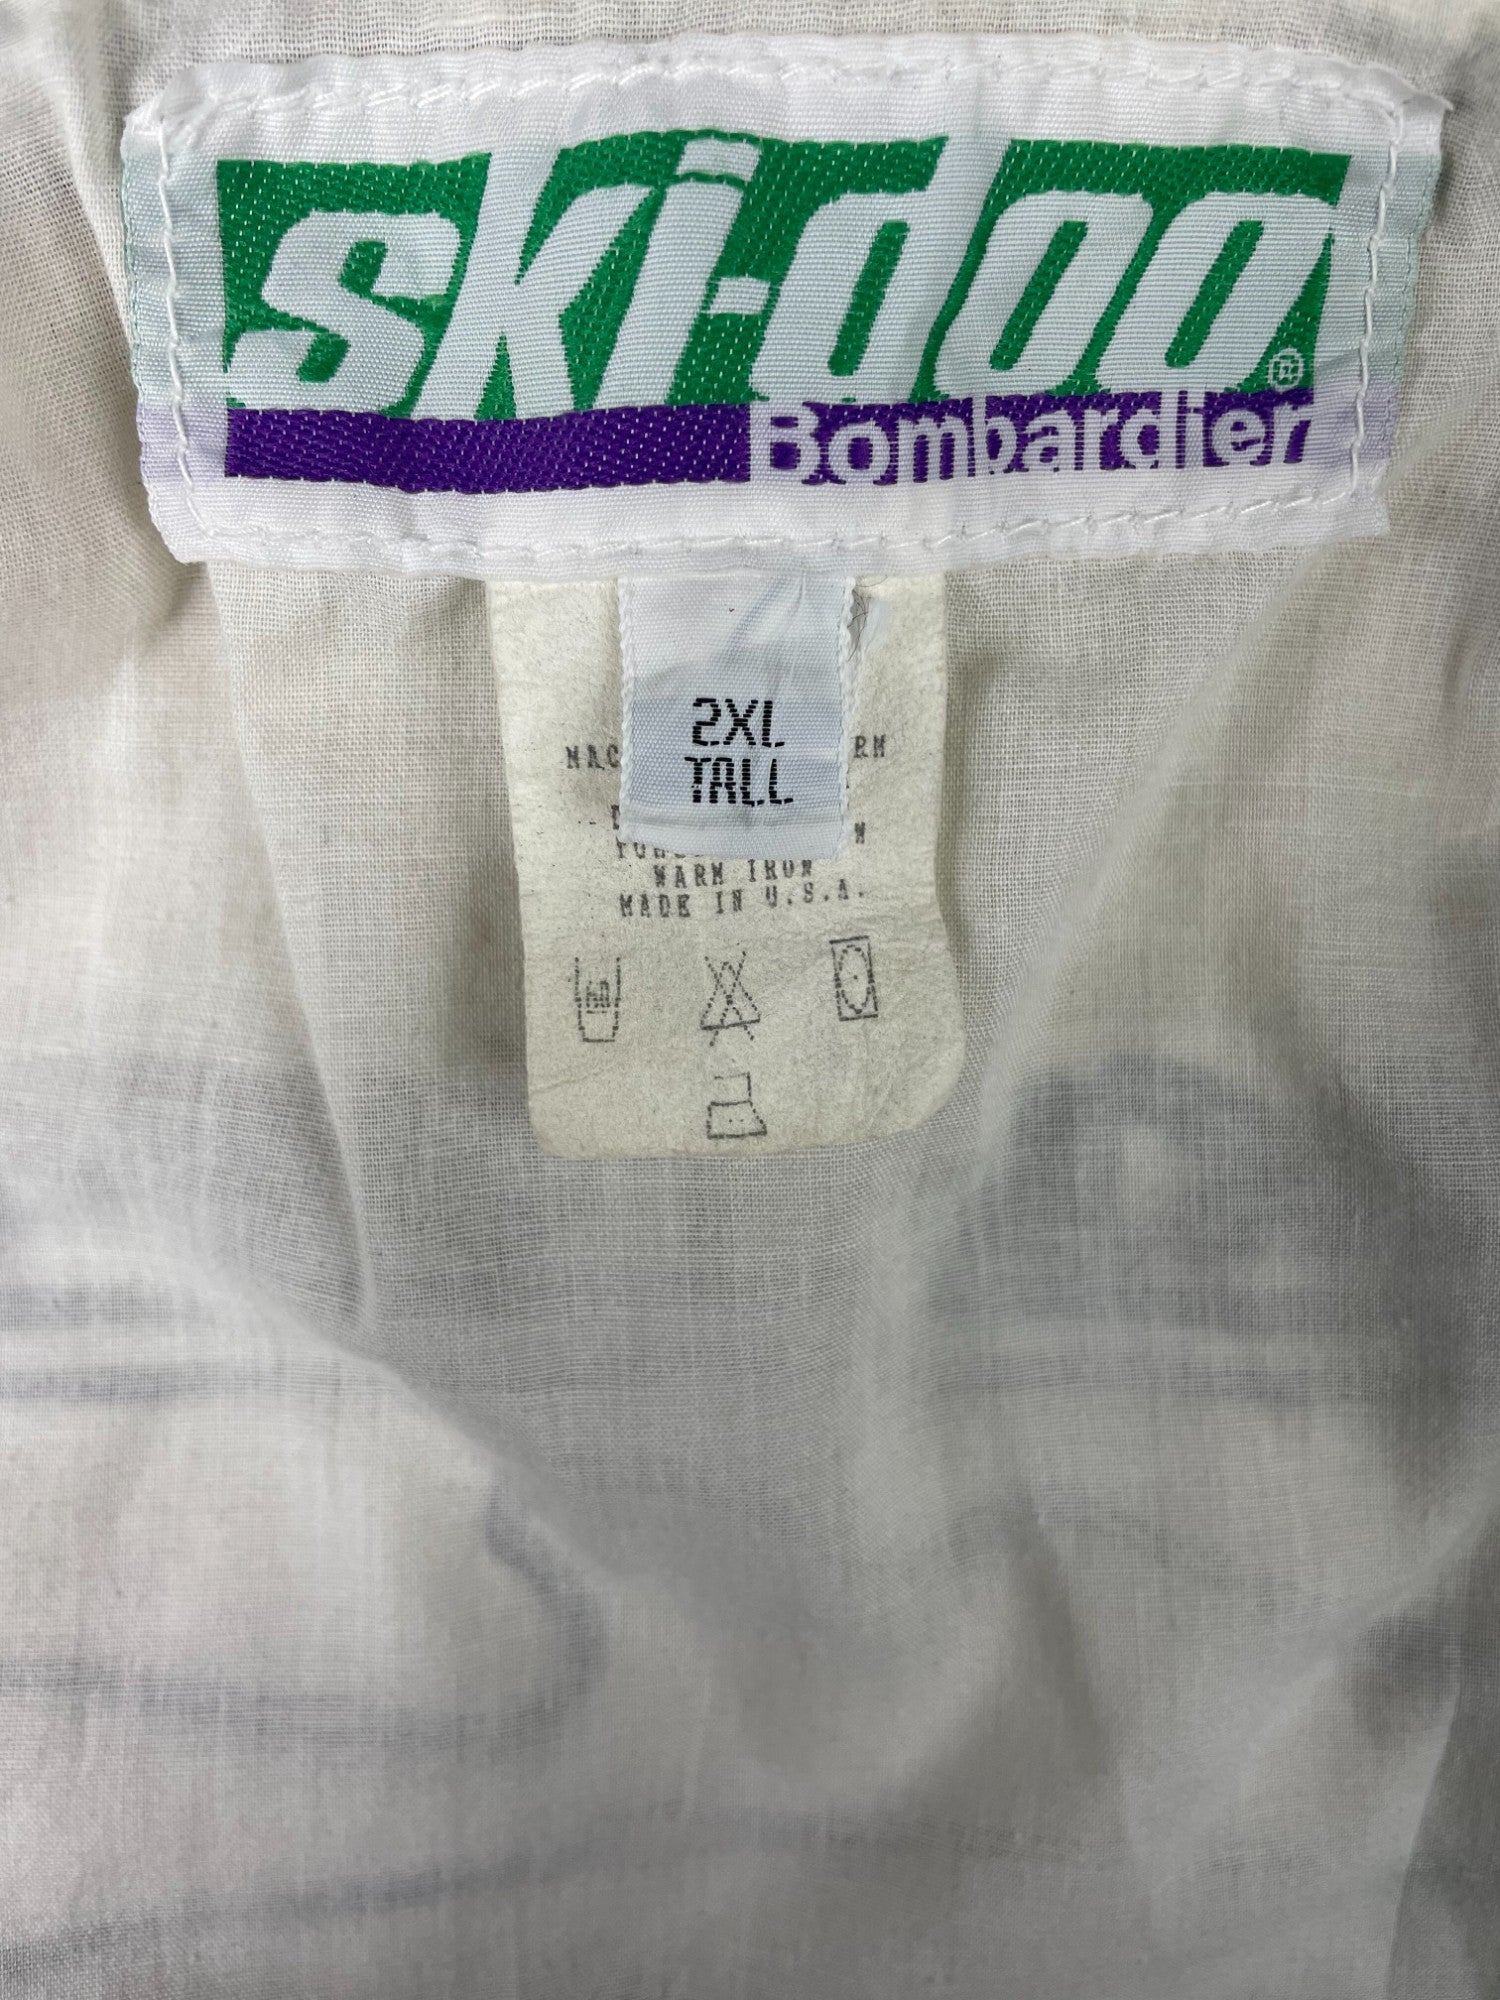 ski-doo®
Bombardier
2XL
TALL
WARM IRON
MADE IN U.S.A.